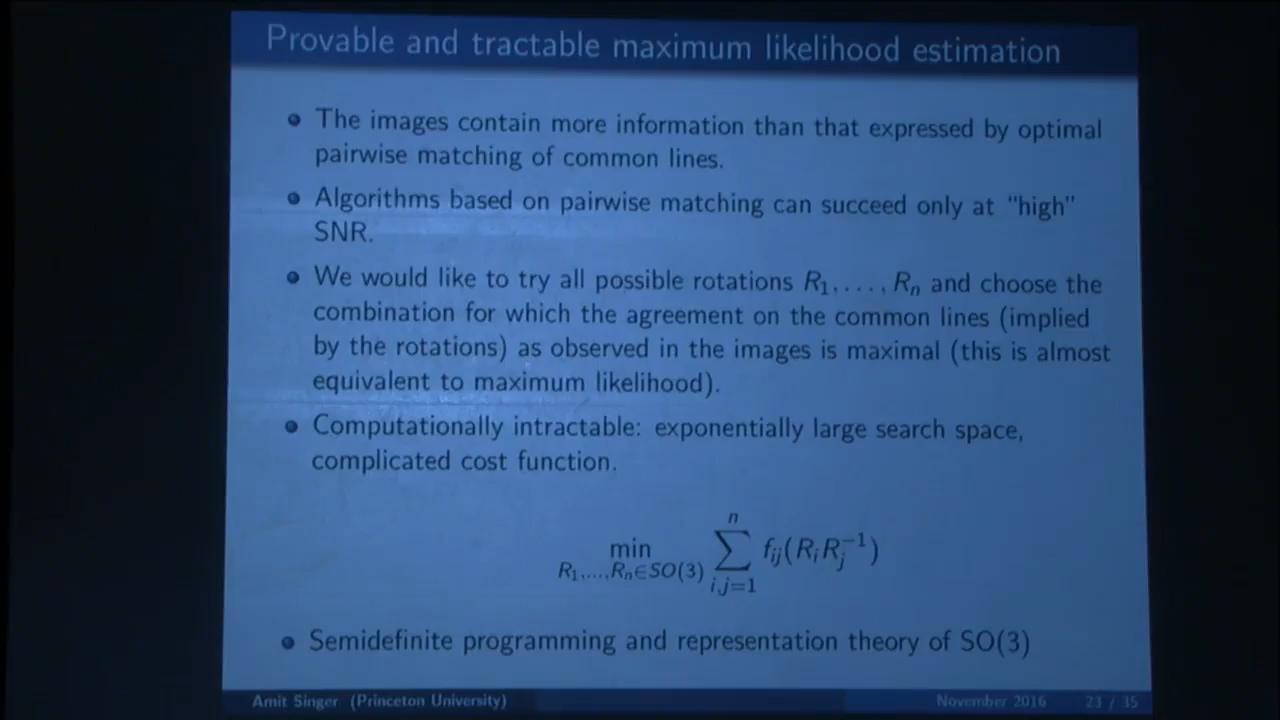 Provable and tractable maximum likelihood estimation
The images contain more information than that expressed by optimal
pairwise matching of common lines.
Algorithms based on pairwise matching can succeed only at “high”
SNR.
We would like to try all possible rotations R₁, . . . , Rₙ and choose the
combination for which the agreement on the common lines (implied
by the rotations) as observed in the images is maximal (this is almost
equivalent to maximum likelihood).
Computationally intractable: exponentially large search space,
complicated cost function.
min_{R₁,...,Rₙ∈SO(3)} ∑_{i,j=1}^{n} f_{ij}(R_i R_j^{−1})
Semidefinite programming and representation theory of SO(3)
Amit Singer (Princeton University) November 2016 23 / 35